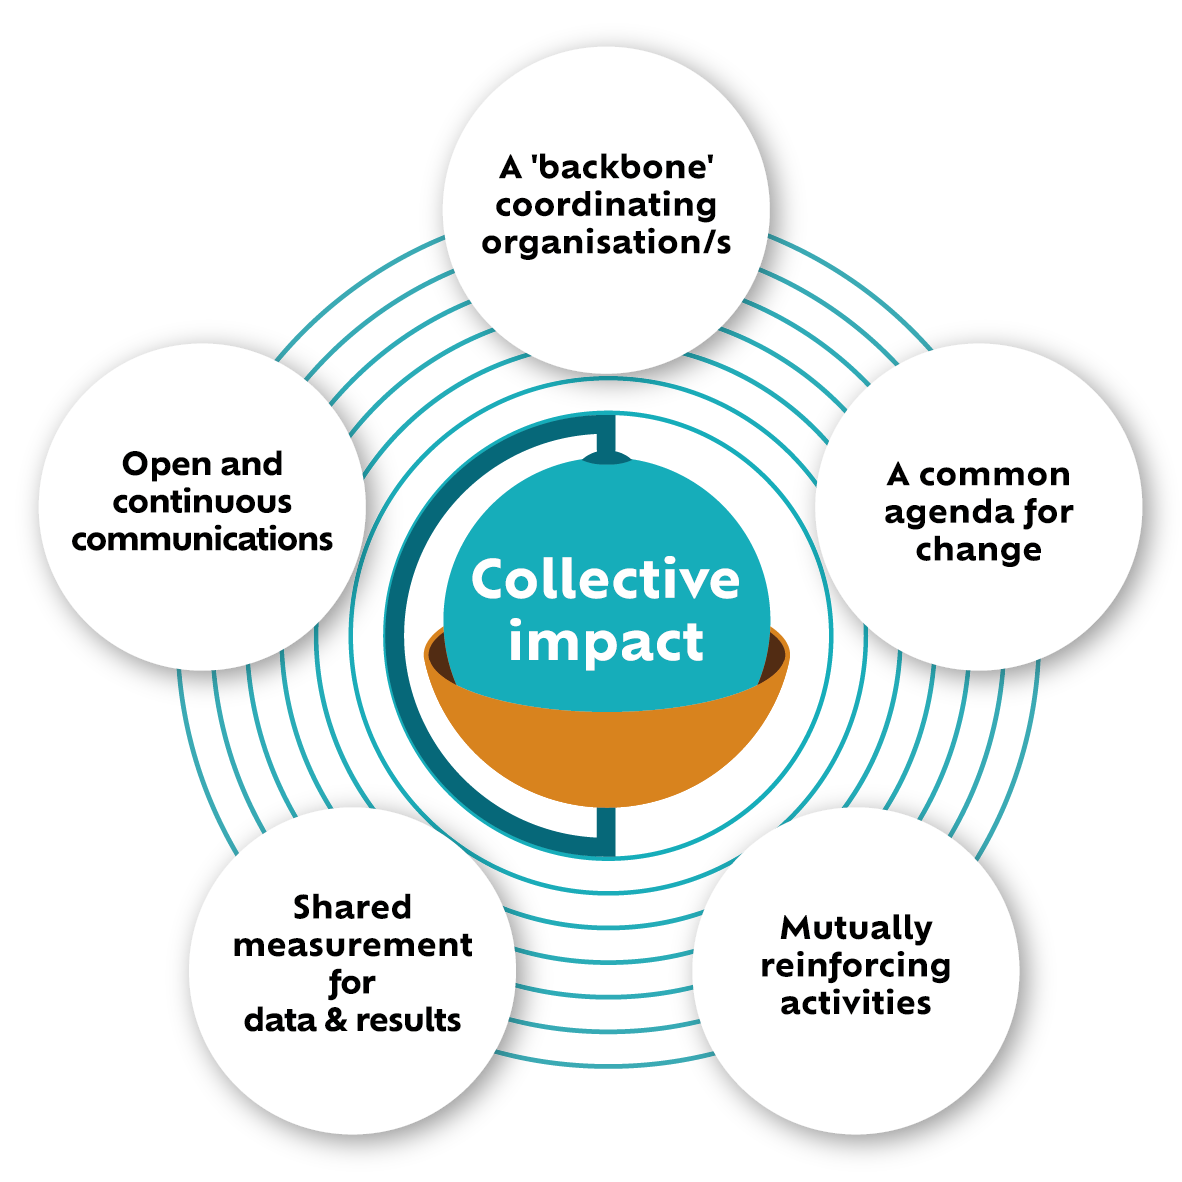 A 'backbone'
coordinating
organisation/s
Open and
continuous
communications
A common
agenda for
change
Collective
impact
Shared
measurement
for
data & results
Mutually
reinforcing
activities